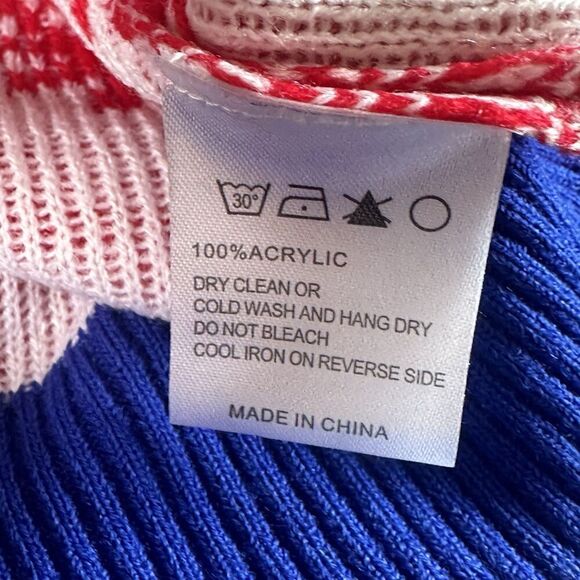 30°
100%ACRYLIC
DRY CLEAN OR
COLD WASH AND HANG DRY
DO NOT BLEACH
COOL IRON ON REVERSE SIDE
MADE IN CHINA